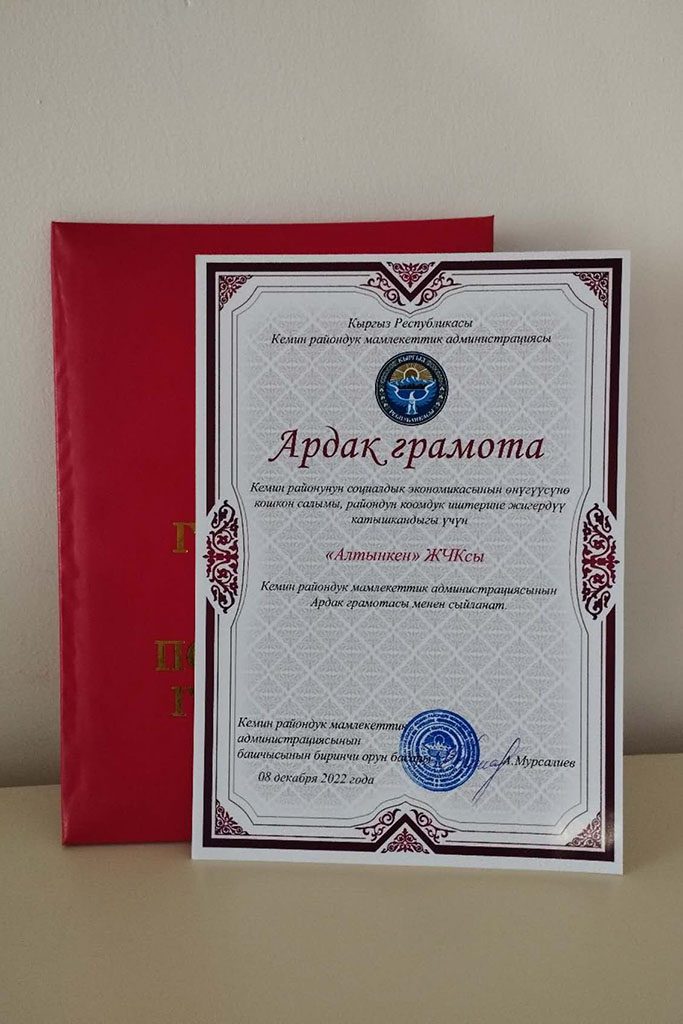 Кыргыз Республикасы
Кемин райондук мамлекеттик администрациясы
Ардак грамота
Кемин районунун социалдык экономикасынын өнүгүүсүнө
кошкон салымы, райондун коомдук иштерине жигердүү
катышкандыгы үчүн
«Алтынкен» ЖЧКсы
Кемин райондук мамлекеттик администрациясынын
Ардак грамотасы менен сыйланат.
Кемин райондук мамлекеттик
администрациясынын
башчысынын биринчи орун басары
А.Мурсалиев
08 декабря 2022 года